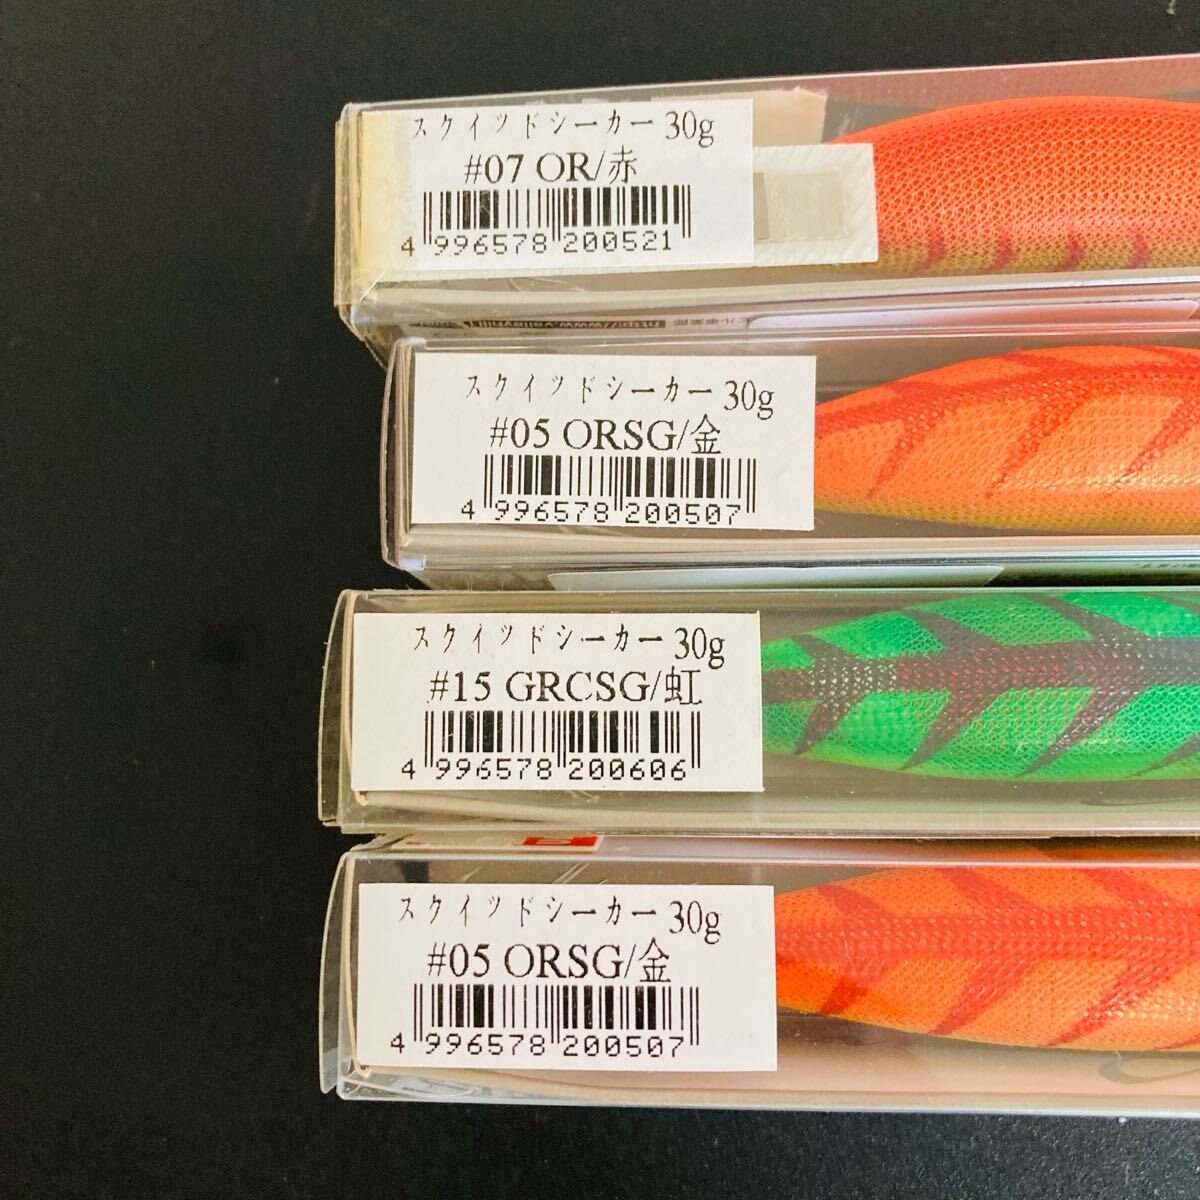 スクイッドシーカー 30g
#07 OR/赤
4 996578 200521
スクイッドシーカー 30g
#05 ORSG/金
4 996578 200507
スクイッドシーカー 30g
#15 GRCSG/虹
4 996578 200606
スクイッドシーカー 30g
#05 ORSG/金
4 996578 200507